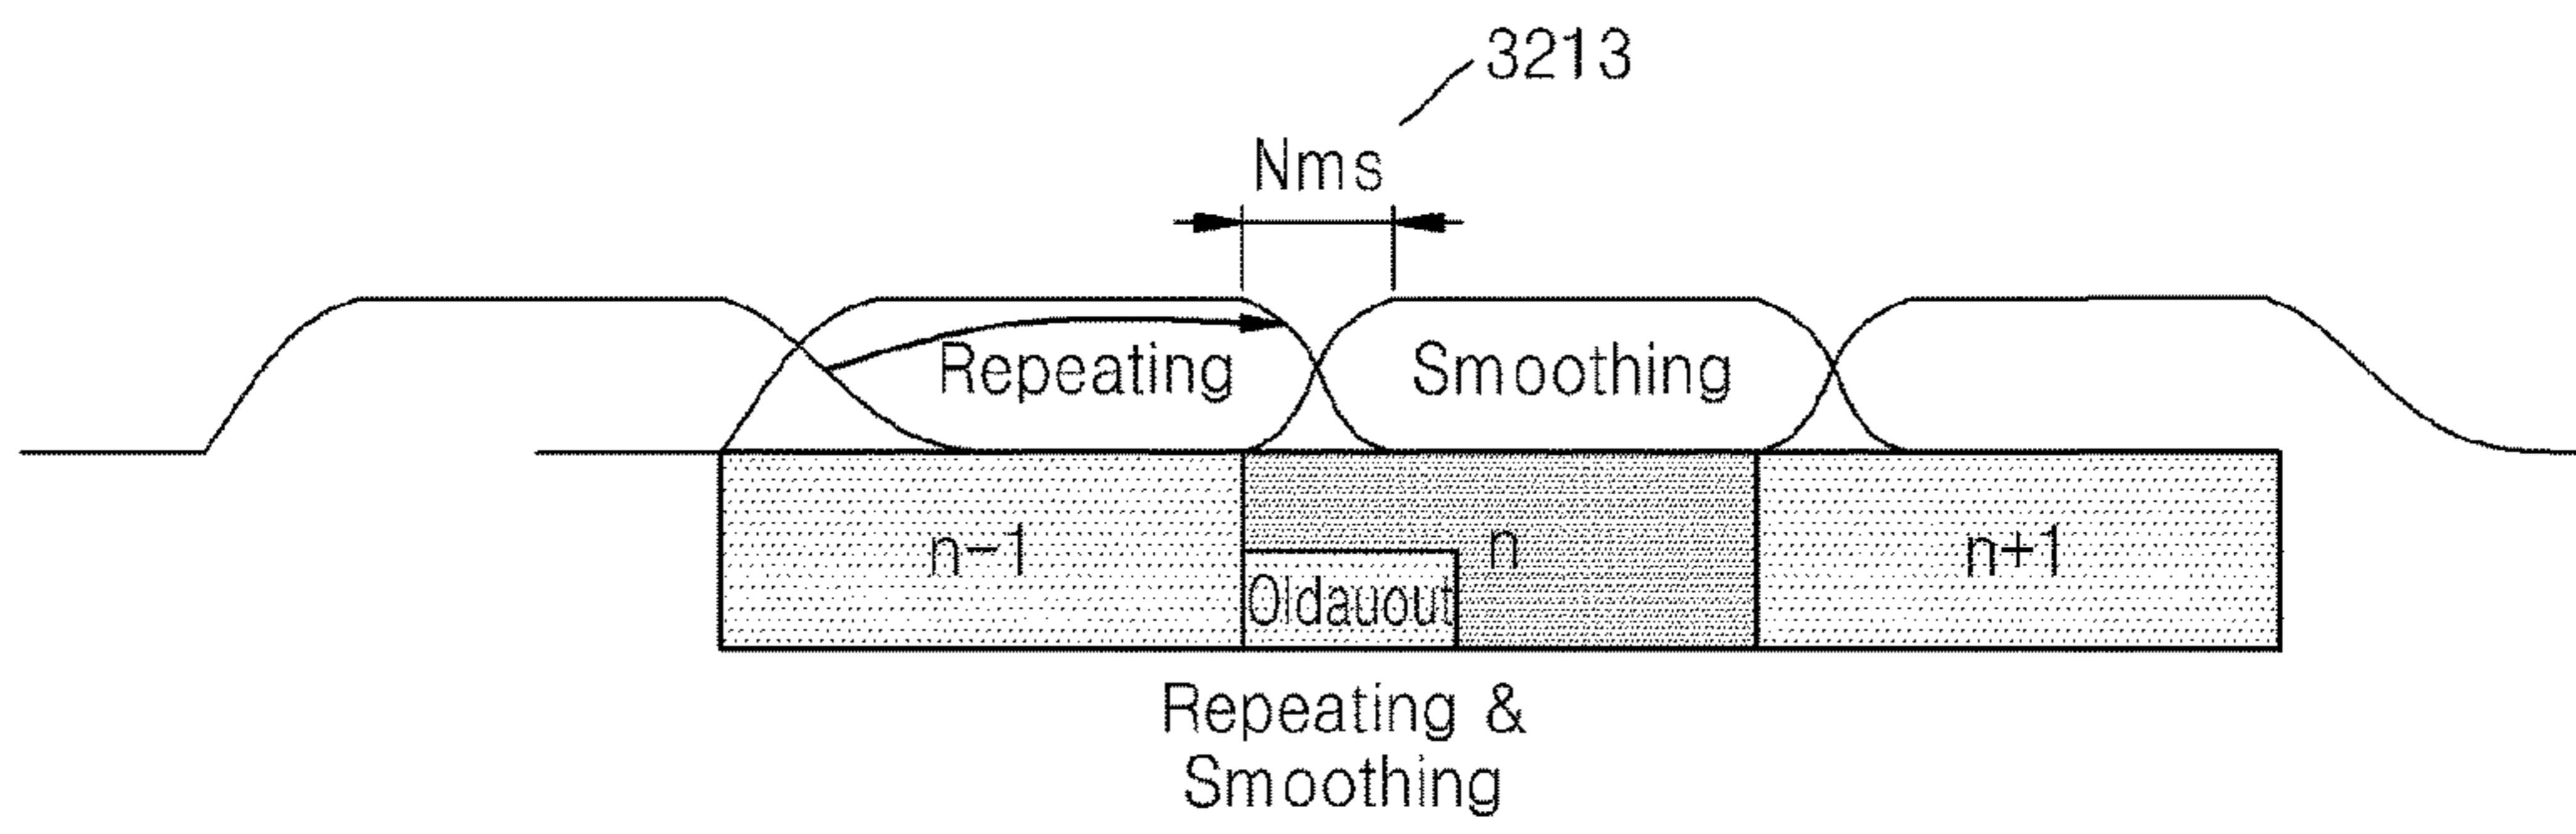 3213
Nms
Repeating
Smoothing
n-1
n
n+1
Oldauout
Repeating &
Smoothing